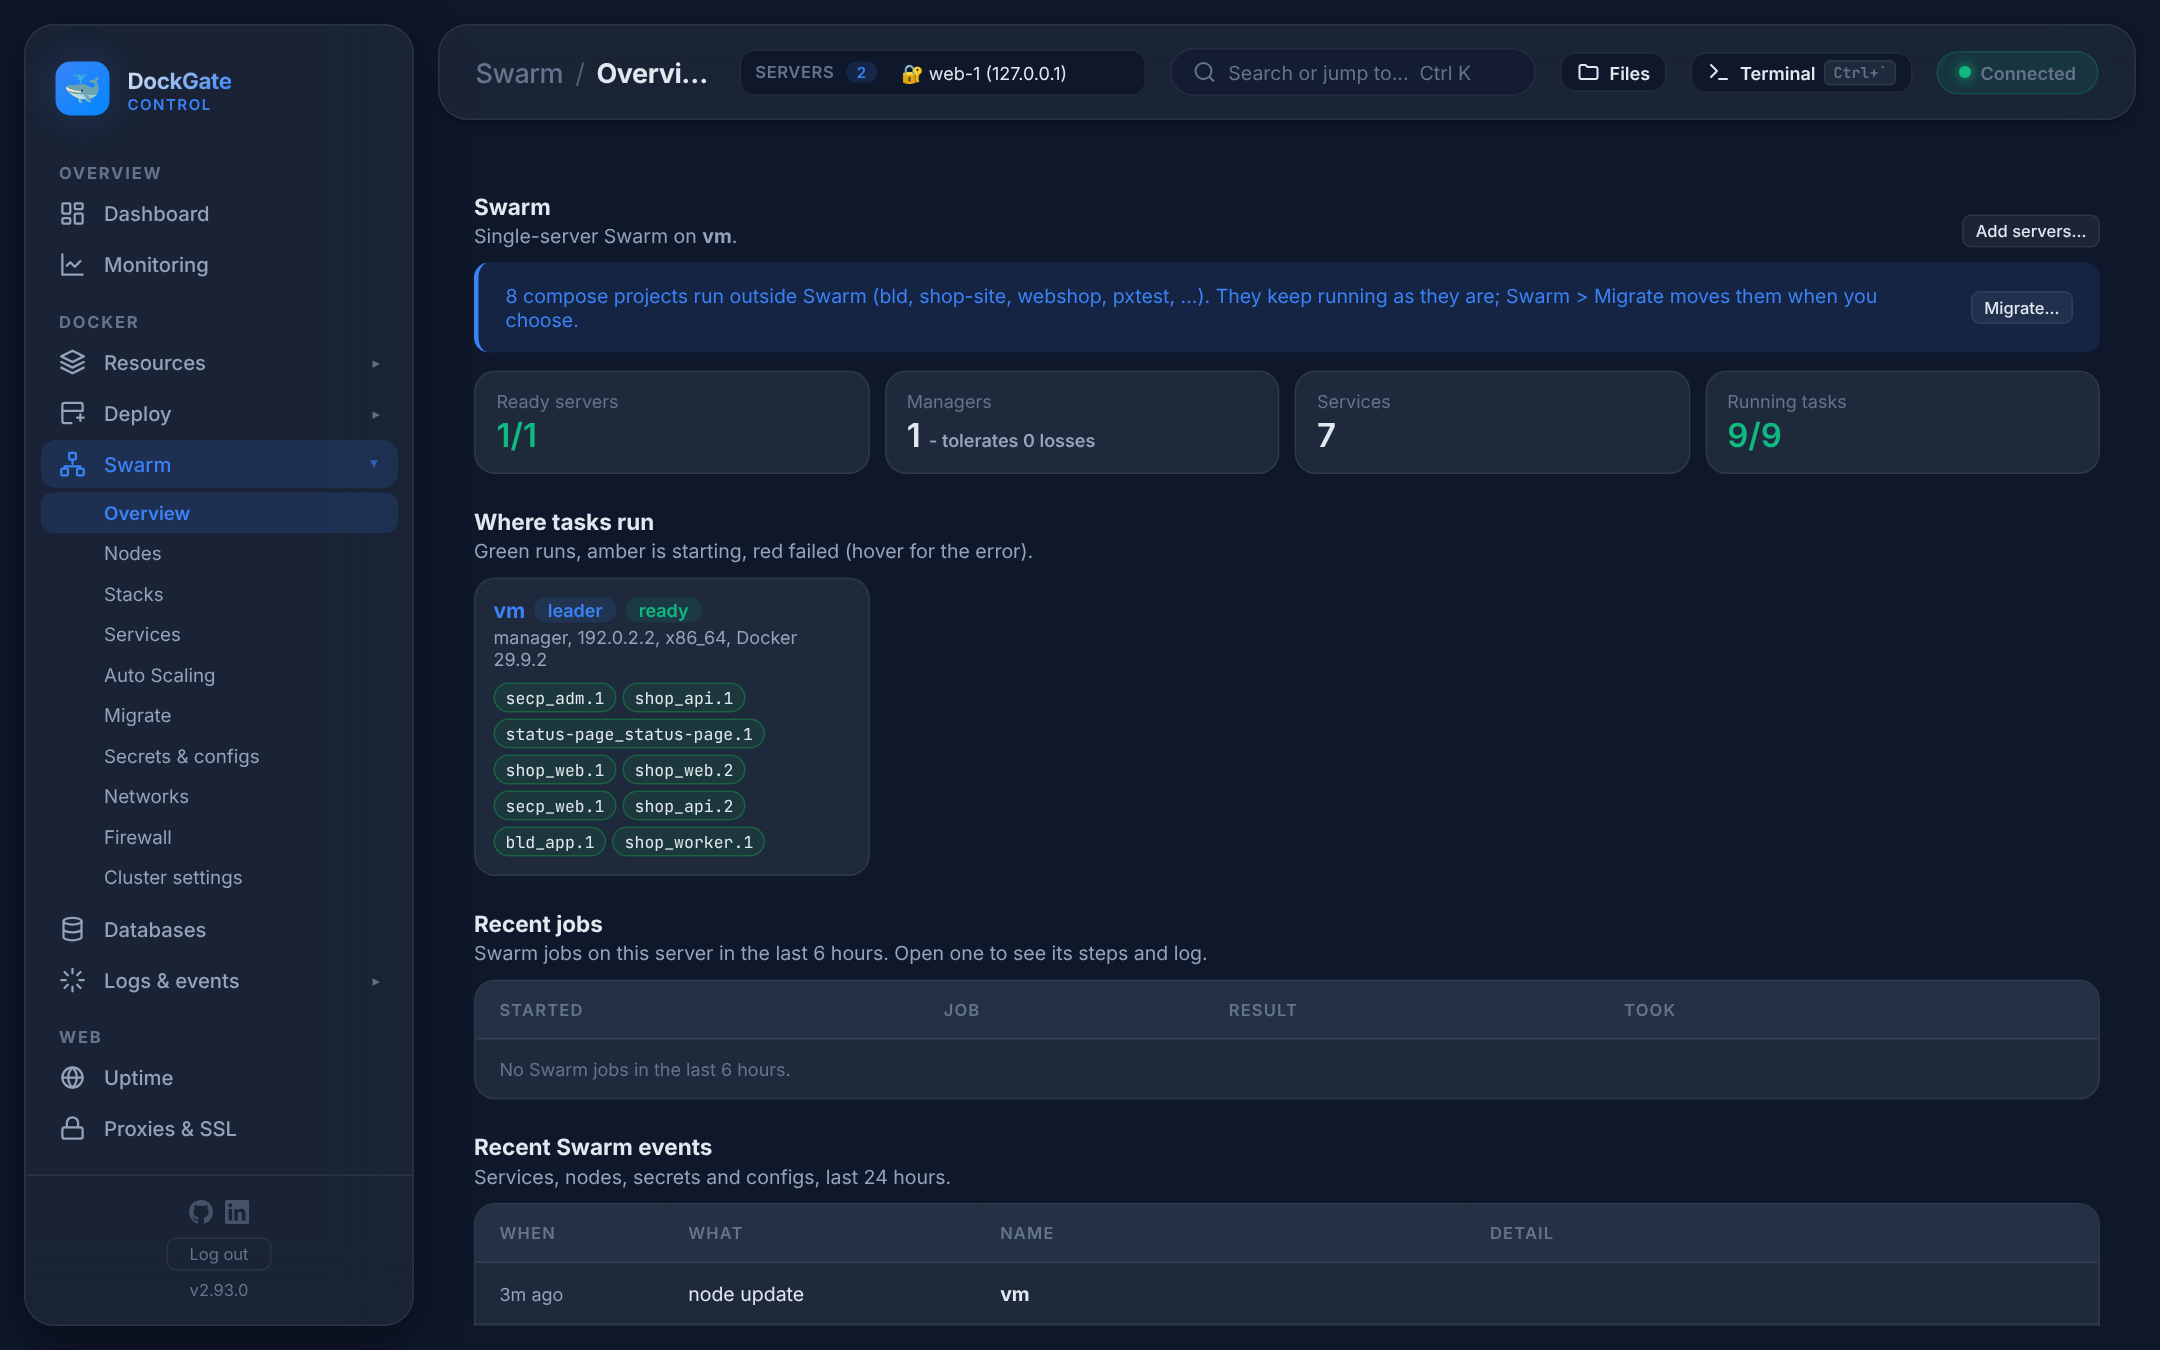 DockGate
CONTROL
OVERVIEW
Dashboard
Monitoring
DOCKER
Resources
Deploy
Swarm
Overview
Nodes
Stacks
Services
Auto Scaling
Migrate
Secrets & configs
Networks
Firewall
Cluster settings
Databases
Logs & events
WEB
Uptime
Proxies & SSL
Log out
v2.93.0
Swarm / Overvi...
SERVERS 2 web-1 (127.0.0.1)
Search or jump to... Ctrl K
Files
Terminal Ctrl+`
Connected
Swarm
Single-server Swarm on vm.
Add servers...
8 compose projects run outside Swarm (bld, shop-site, webshop, pxtest, ...). They keep running as they are; Swarm > Migrate moves them when you
choose.
Migrate...
Ready servers
1/1
Managers
1 - tolerates 0 losses
Services
7
Running tasks
9/9
Where tasks run
Green runs, amber is starting, red failed (hover for the error).
vm leader ready
manager, 192.0.2.2, x86_64, Docker
29.9.2
secp_adm.1 shop_api.1
status-page_status-page.1
shop_web.1 shop_web.2
secp_web.1 shop_api.2
bld_app.1 shop_worker.1
Recent jobs
Swarm jobs on this server in the last 6 hours. Open one to see its steps and log.
STARTED JOB RESULT TOOK
No Swarm jobs in the last 6 hours.
Recent Swarm events
Services, nodes, secrets and configs, last 24 hours.
WHEN WHAT NAME DETAIL
3m ago node update vm